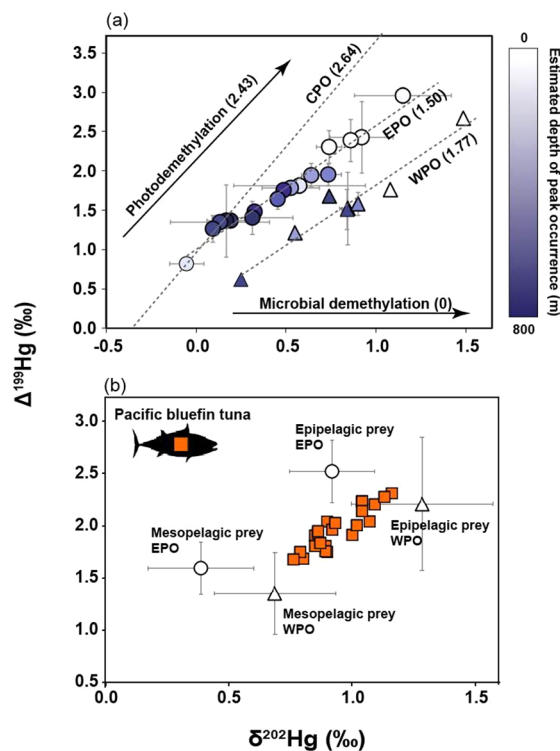 (a)
3.5
3.0
2.5
2.0
1.5
1.0
0.5
0.0
-0.5
0.0
0.5
1.0
1.5
Photodemethylation (2.43)
CPO (2.64)
EPO (1.50)
WPO (1.77)
Microbial demethylation (0)
0
800
Estimated depth of peak occurrence (m)
Δ¹⁹⁹Hg (‰)
(b)
Pacific bluefin tuna
Epipelagic prey
EPO
Mesopelagic prey
EPO
Epipelagic prey
WPO
Mesopelagic prey
WPO
3.0
2.5
2.0
1.5
1.0
0.5
0.0
0.0
0.5
1.0
1.5
δ²⁰²Hg (‰)